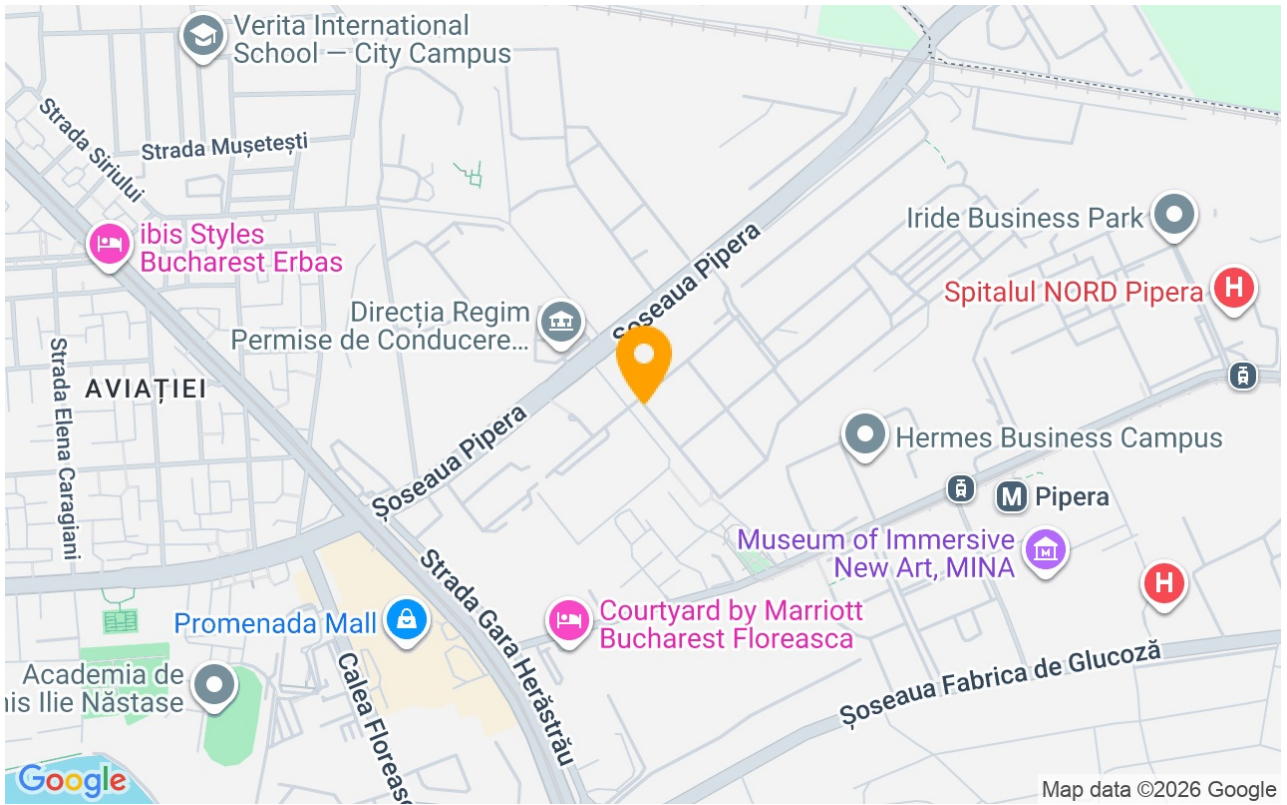 Verita International
School — City Campus
Strada Siriului
Strada Mușetești
ibis Styles
Bucharest Erbas
Iride Business Park
Șoseaua Pipera
Spitalul NORD Pipera
H
Direcția Regim
Permise de Conducere...
Strada Elena Caragiani
AVIAȚIEI
Șoseaua Pipera
Hermes Business Campus
M Pipera
Museum of Immersive
New Art, MINA
M
H
Strada Gara Herăstrău
Promenada Mall
Courtyard by Marriott
Bucharest Floreasca
Șoseaua Fabrica de Glucoză
Academia de
nis Ilie Năstase
Calea Floreasc
Google
Map data ©2026 Google